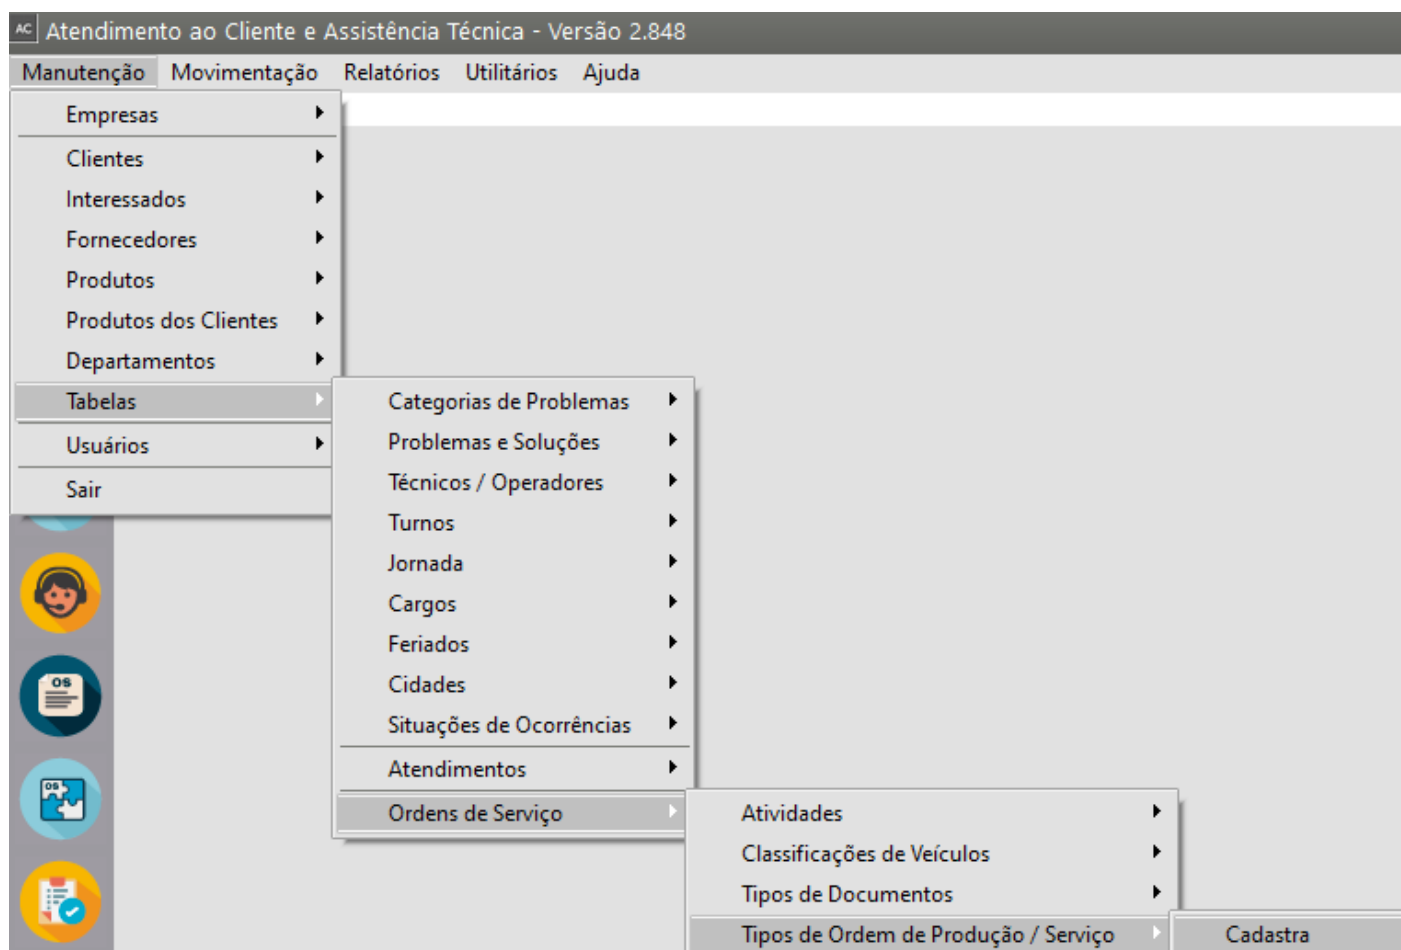 AC Atendimento ao Cliente e Assistência Técnica - Versão 2.848
Manutenção Movimentação Relatórios Utilitários Ajuda
Empresas
Clientes
Interessados
Fornecedores
Produtos
Produtos dos Clientes
Departamentos
Tabelas
Usuários
Sair
Categorias de Problemas
Problemas e Soluções
Técnicos / Operadores
Turnos
Jornada
Cargos
Feriados
Cidades
Situações de Ocorrências
Atendimentos
Ordens de Serviço
Atividades
Classificações de Veículos
Tipos de Documentos
Tipos de Ordem de Produção / Serviço
Cadastra
OS
OS